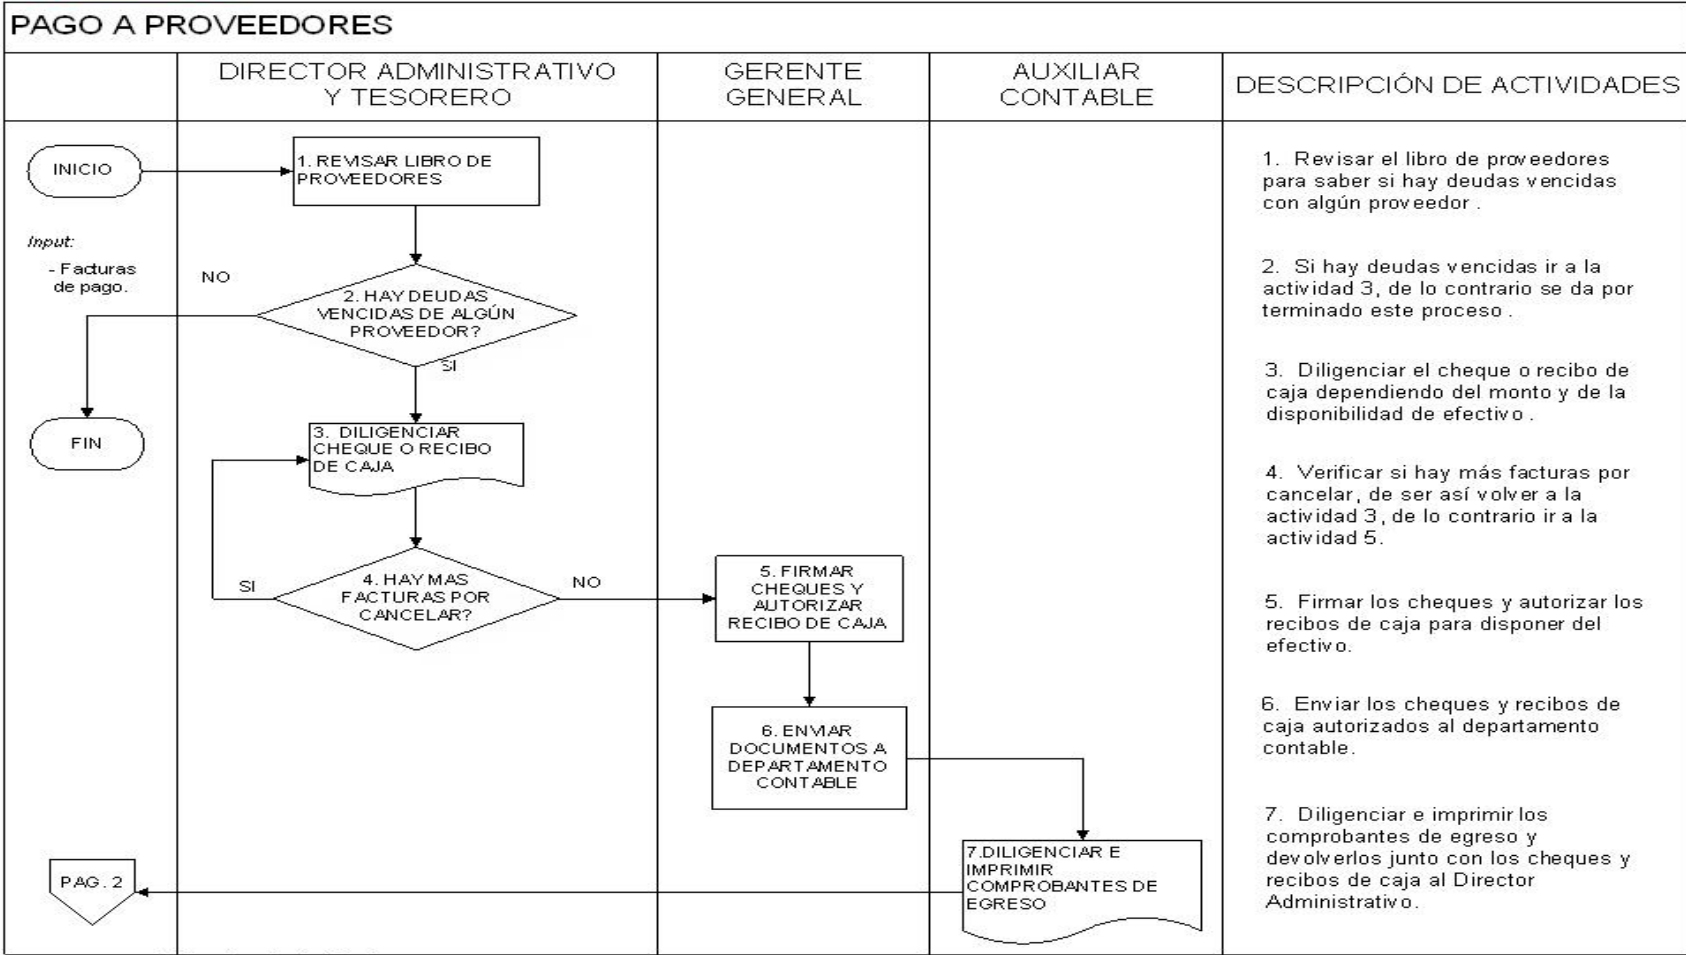 PAGO A PROVEEDORES
DIRECTOR ADMINISTRATIVO
Y TESORERO
GERENTE
GENERAL
AUXILIAR
CONTABLE
DESCRIPCIÓN DE ACTIVIDADES
INICIO
Input:
- Facturas
de pago.
FIN
PAG. 2
1. REVISAR LIBRO DE
PROVEEDORES
NO
2. HAY DEUDAS
VENCIDAS DE ALGÚN
PROVEEDOR?
SI
3. DILIGENCIAR
CHEQUE O RECIBO
DE CAJA
SI
4. HAY MAS
FACTURAS POR
CANCELAR?
NO
5. FIRMAR
CHEQUES Y
AUTORIZAR
RECIBO DE CAJA
6. ENVIAR
DOCUMENTOS A
DEPARTAMENTO
CONTABLE
7.DILIGENCIAR E
IMPRIMIR
COMPROBANTES DE
EGRESO
1. Revisar el libro de proveedores
para saber si hay deudas vencidas
con algún proveedor .
2. Si hay deudas vencidas ir a la
actividad 3, de lo contrario se da por
terminado este proceso .
3. Diligenciar el cheque o recibo de
caja dependiendo del monto y de la
disponibilidad de efectivo .
4. Verificar si hay más facturas por
cancelar, de ser así volver a la
actividad 3, de lo contrario ir a la
actividad 5.
5. Firmar los cheques y autorizar los
recibos de caja para disponer del
efectivo.
6. Enviar los cheques y recibos de
caja autorizados al departamento
contable.
7. Diligenciar e imprimir los
comprobantes de egreso y
devolverlos junto con los cheques y
recibos de caja al Director
Administrativo.